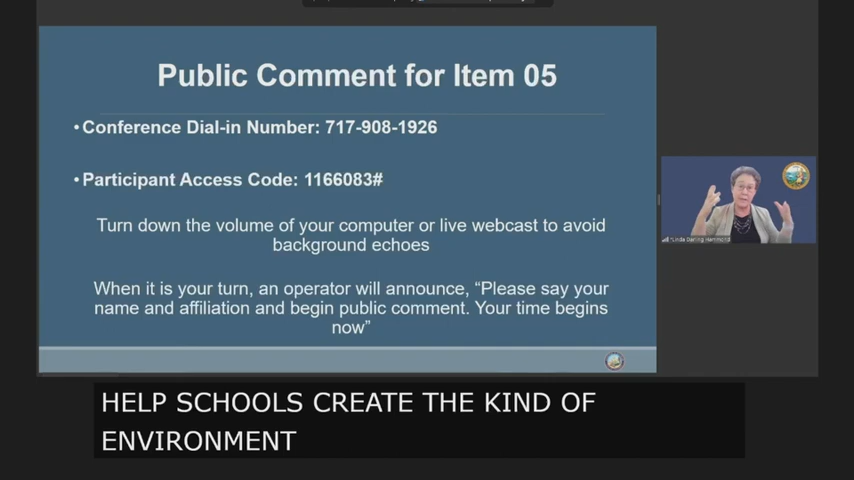 Public Comment for Item 05
•Conference Dial-in Number: 717-908-1926
•Participant Access Code: 1166083#
Turn down the volume of your computer or live webcast to avoid
background echoes
When it is your turn, an operator will announce, “Please say your
name and affiliation and begin public comment. Your time begins
now”
Linda Darling Hammond
HELP SCHOOLS CREATE THE KIND OF
ENVIRONMENT